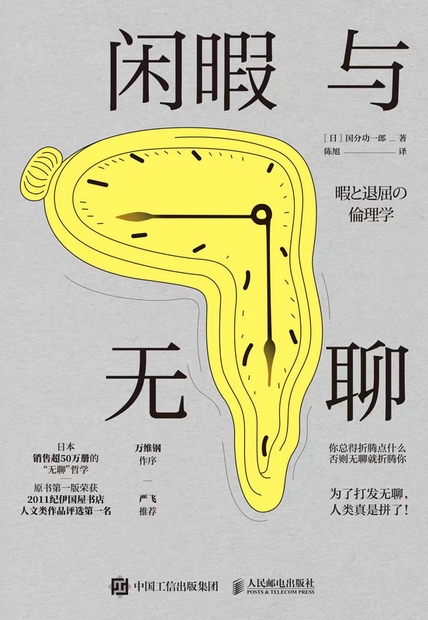 闲暇与
[日]国分功一郎 著
陈旭 译
暇と退屈の
倫理学
无聊
日本
销售超50万册的
“无聊”哲学
原书第一版荣获
2011纪伊国屋书店
人文类作品评选第一名
万维钢
作序
严飞
推荐
你总得折腾点什么
否则无聊就折腾你
为了打发无聊，
人类真是拼了！
中国工信出版集团
人民邮电出版社
POSTS & TELECOM PRESS